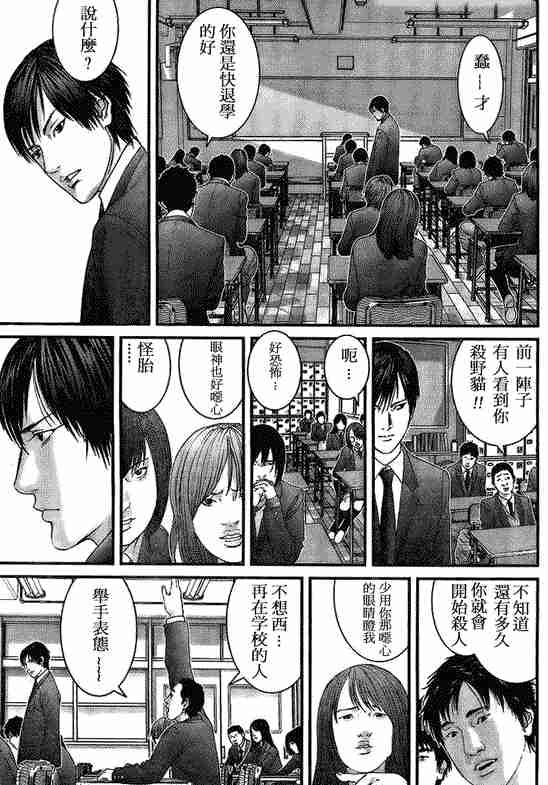 蠢~才
你還是快退學
的好
說什麼?
前一陣子
有人看到你
殺野貓!!
呃…
好恐怖…
眼神也好噁心
怪胎
……
不知道
還有多久
你就會
開始殺人
少用你那噁心
的眼睛瞪我
不想西…
再在学校的人
舉手表態~